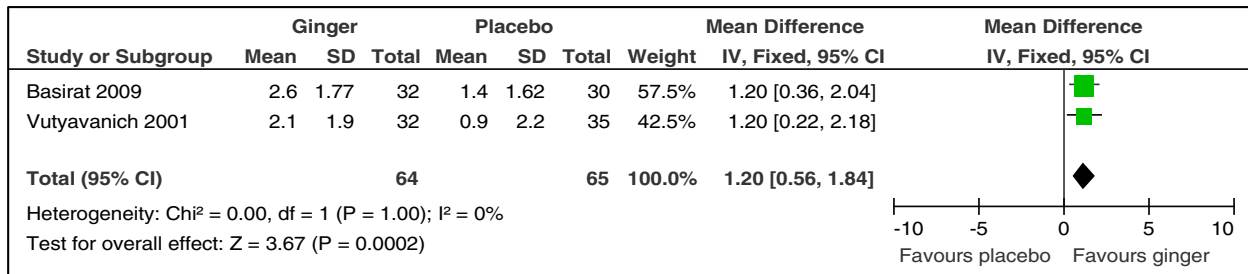 Ginger Placebo Mean Difference Mean Difference
Study or Subgroup Mean SD Total Mean SD Total Weight IV, Fixed, 95% CI IV, Fixed, 95% CI
Basirat 2009 2.6 1.77 32 1.4 1.62 30 57.5% 1.20 [0.36, 2.04]
Vutyavanich 2001 2.1 1.9 32 0.9 2.2 35 42.5% 1.20 [0.22, 2.18]
Total (95% CI) 64 65 100.0% 1.20 [0.56, 1.84]
Heterogeneity: Chi² = 0.00, df = 1 (P = 1.00); I² = 0%
Test for overall effect: Z = 3.67 (P = 0.0002)
-10 -5 0 5 10
Favours placebo Favours ginger